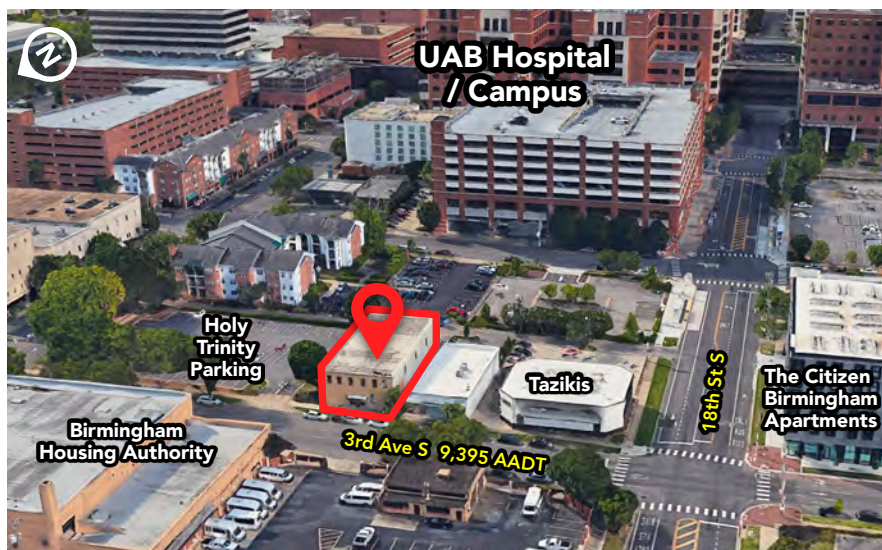 N
UAB Hospital
/ Campus
Holy
Trinity
Parking
Tazikis
18th St S
The Citizen
Birmingham
Apartments
Birmingham
Housing Authority
3rd Ave S 9,395 AADT